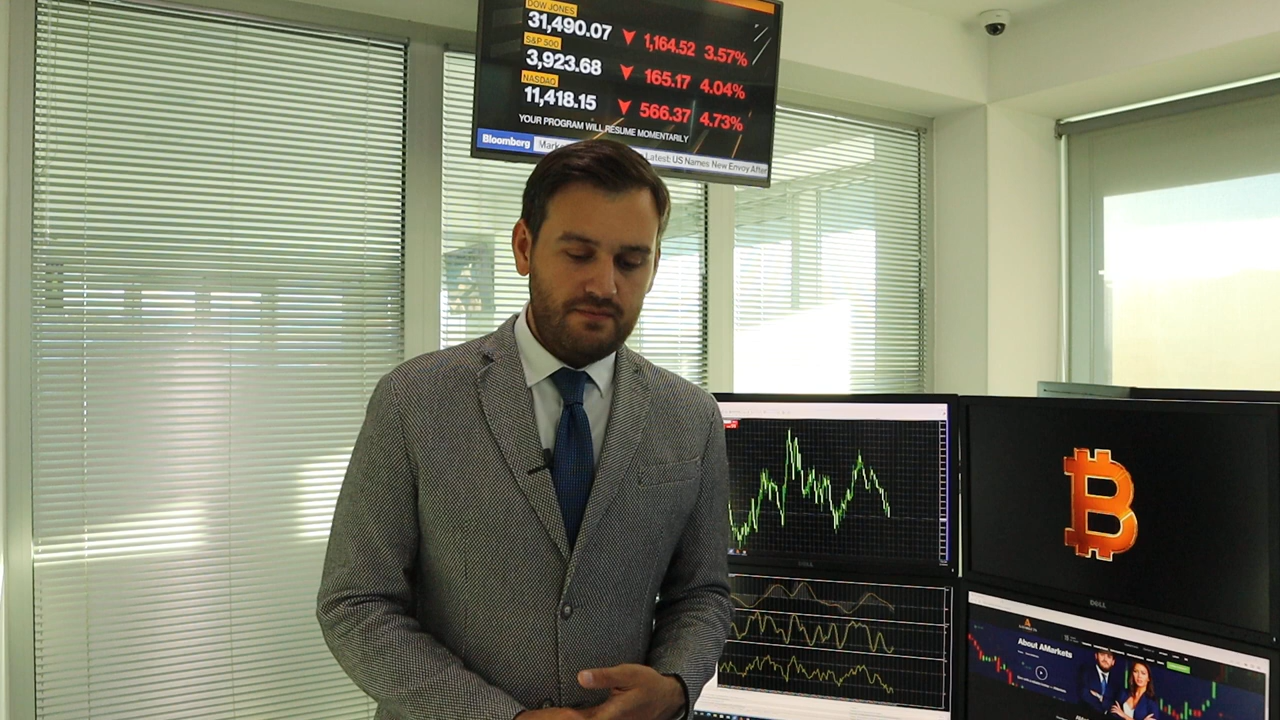 DOW JONES
31,490.07 1,164.52 3.57%
S&P 500
3,923.68 165.17 4.04%
NASDAQ
11,418.15 566.37 4.73%
YOUR PROGRAM WILL RESUME MOMENTARILY
Bloomberg Latest: US Names New Envoy After
DELL
DELL
About AMarkets